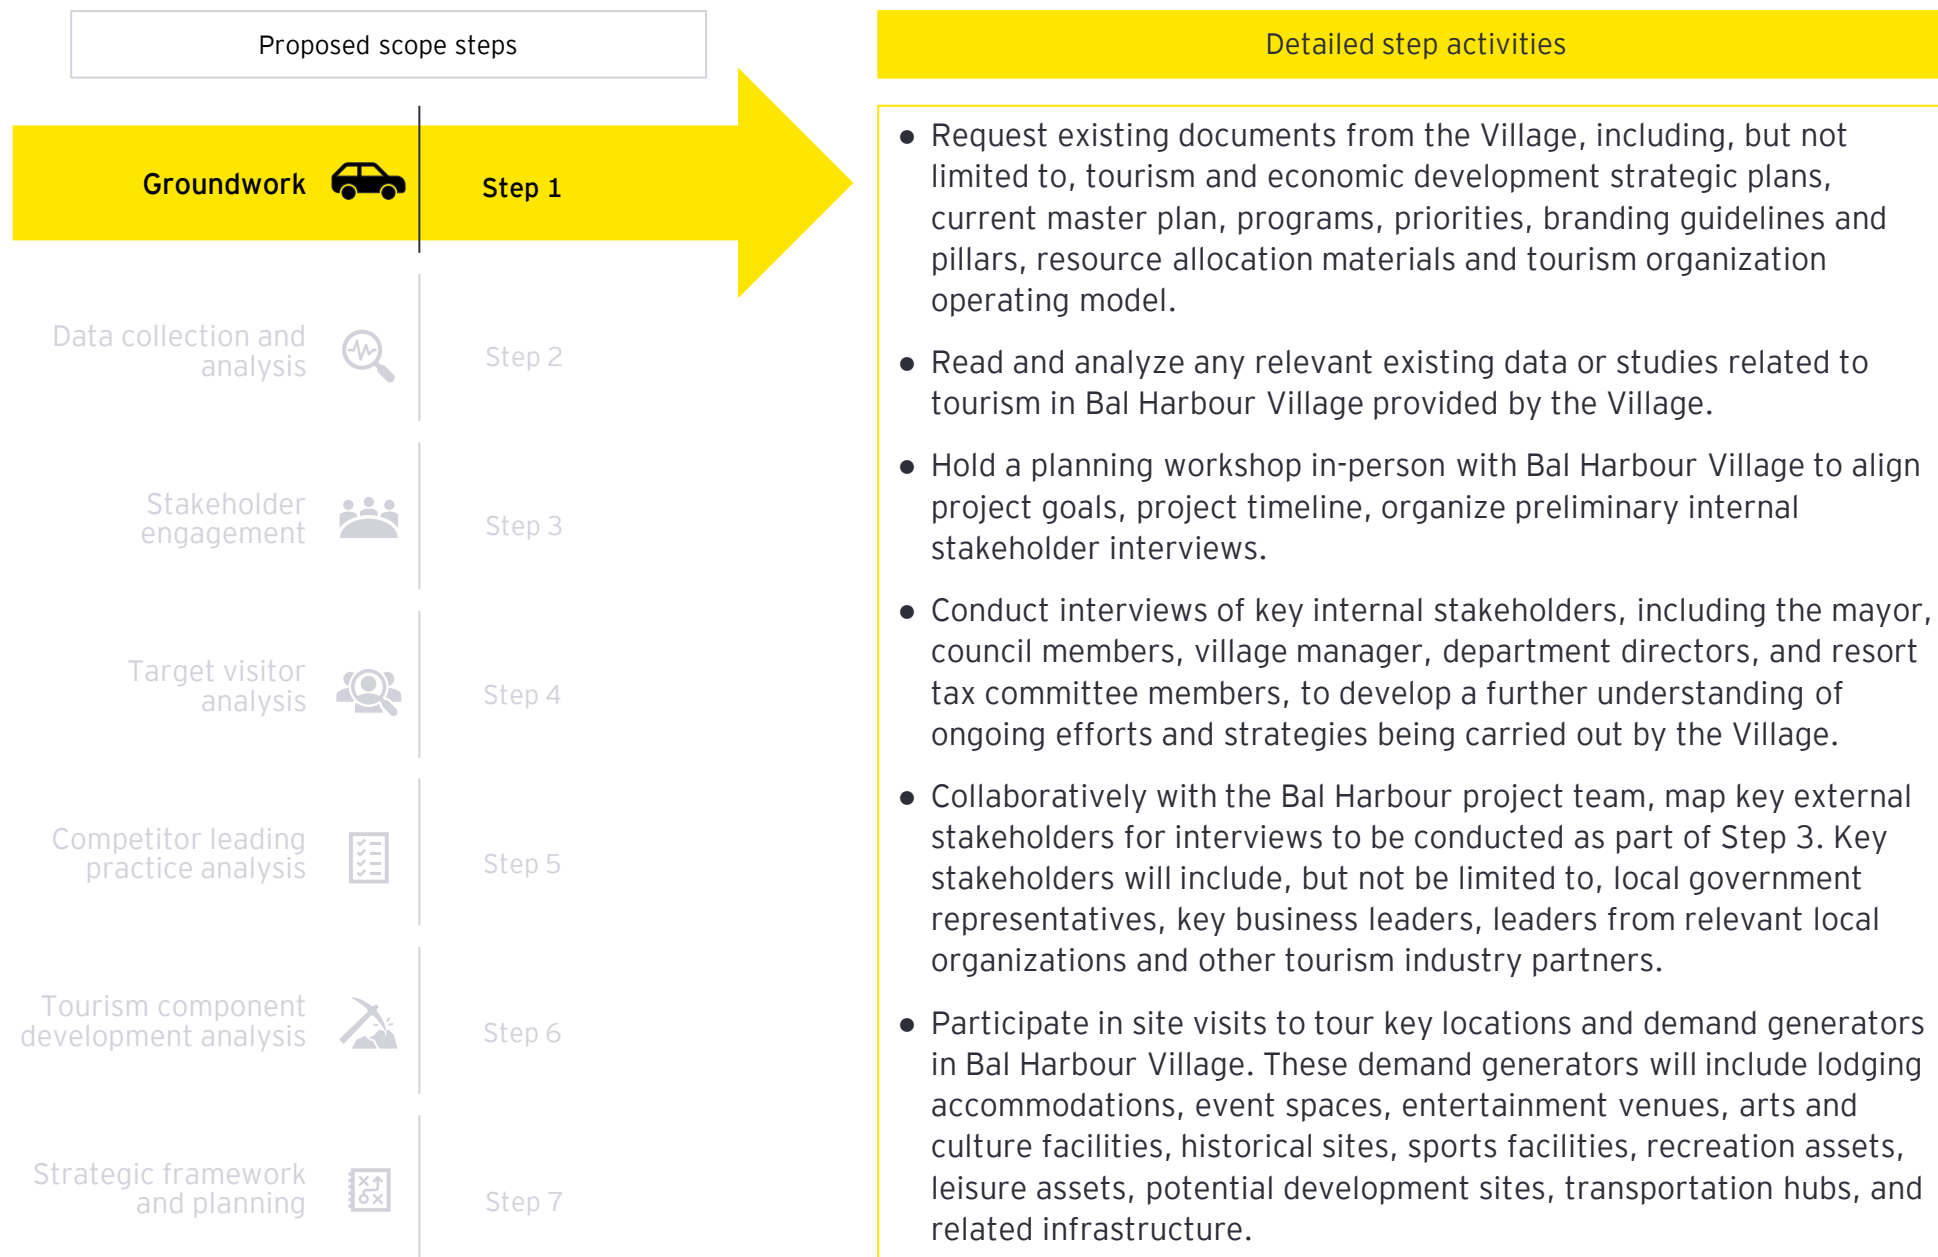 Proposed scope steps
Detailed step activities
Groundwork
Step 1
Data collection and
analysis
Step 2
Stakeholder
engagement
Step 3
Target visitor
analysis
Step 4
Competitor leading
practice analysis
Step 5
Tourism component
development analysis
Step 6
Strategic framework
and planning
Step 7
● Request existing documents from the Village, including, but not
limited to, tourism and economic development strategic plans,
current master plan, programs, priorities, branding guidelines and
pillars, resource allocation materials and tourism organization
operating model.
● Read and analyze any relevant existing data or studies related to
tourism in Bal Harbour Village provided by the Village.
● Hold a planning workshop in-person with Bal Harbour Village to align
project goals, project timeline, organize preliminary internal
stakeholder interviews.
● Conduct interviews of key internal stakeholders, including the mayor,
council members, village manager, department directors, and resort
tax committee members, to develop a further understanding of
ongoing efforts and strategies being carried out by the Village.
● Collaboratively with the Bal Harbour project team, map key external
stakeholders for interviews to be conducted as part of Step 3. Key
stakeholders will include, but not be limited to, local government
representatives, key business leaders, leaders from relevant local
organizations and other tourism industry partners.
● Participate in site visits to tour key locations and demand generators
in Bal Harbour Village. These demand generators will include lodging
accommodations, event spaces, entertainment venues, arts and
culture facilities, historical sites, sports facilities, recreation assets,
leisure assets, potential development sites, transportation hubs, and
related infrastructure.